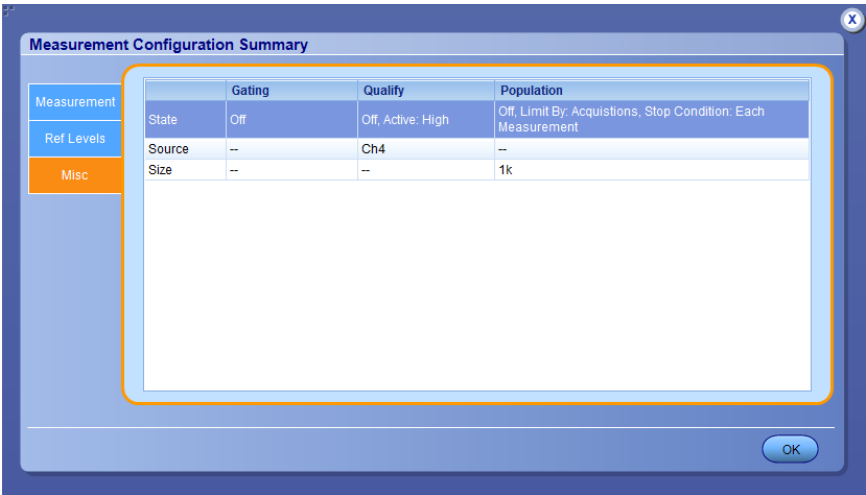 X
Measurement Configuration Summary
Measurement
Ref Levels
Misc
Gating Qualify Population
State Off Off, Active: High Off, Limit By: Acquistions, Stop Condition: Each
Measurement
Source -- Ch4 --
Size -- -- 1k
OK